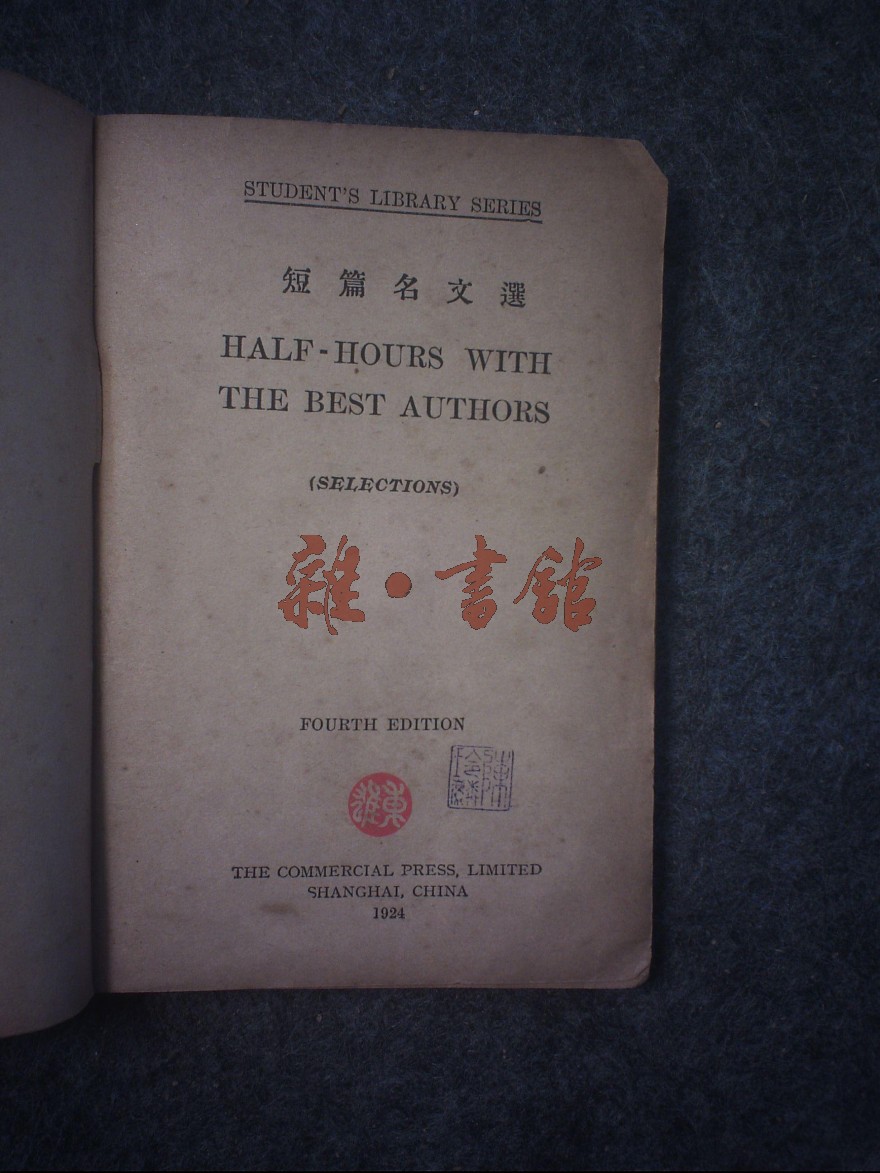 STUDENT'S LIBRARY SERIES
短篇名文選
HALF-HOURS WITH
THE BEST AUTHORS
(SELECTIONS)
雜·書館
FOURTH EDITION
THE COMMERCIAL PRESS, LIMITED
SHANGHAI, CHINA
1924